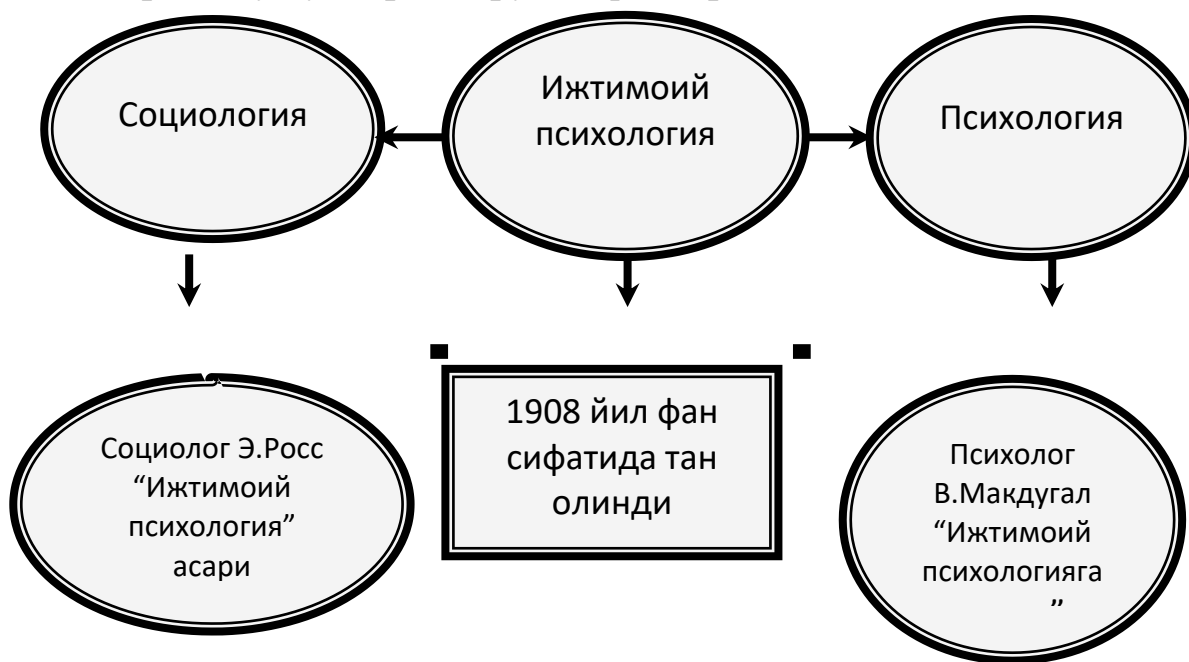 Социология
Ижтимоий
психология
Психология
Социолог Э.Росс
“Ижтимоий
психология”
асари
1908 йил фан
сифатида тан
олинди
Психолог
В.Макдугал
“Ижтимоий
психологияга
”